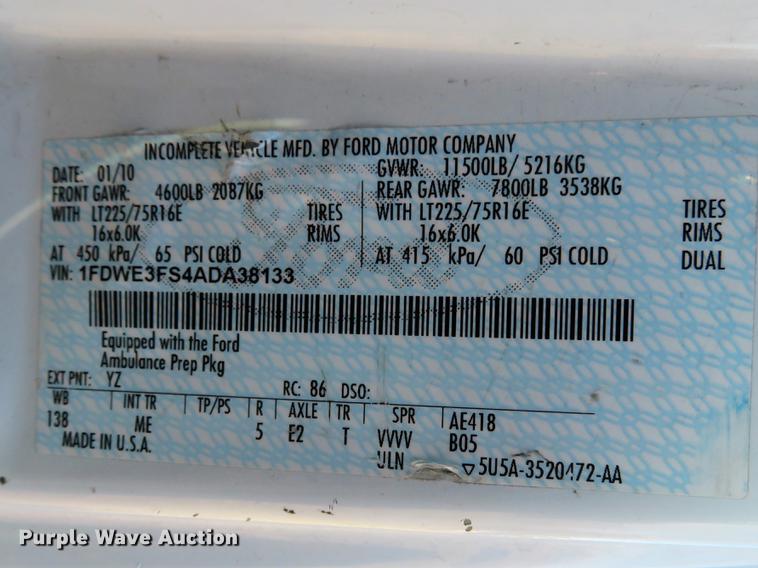 INCOMPLETE VEHICLE MFD. BY FORD MOTOR COMPANY
DATE: 01/10 GVWR: 11500LB/ 5216KG
FRONT GAWR: 4600LB 2087KG REAR GAWR: 7800LB 3538KG
WITH LT225/75R16E TIRES WITH LT225/75R16E TIRES
16x6.0K RIMS 16x6.0K RIMS
AT 450 kPa/ 65 PSI COLD AT 415 kPa/ 60 PSI COLD DUAL
VIN: 1FDWE3FS4ADA38133
Equipped with the Ford
Ambulance Prep Pkg
EXT PNT: YZ RC: 86 DSO:
WB INT TR TP/PS R AXLE TR SPR AE418
138 ME 5 E2 T VVVV B05
MADE IN U.S.A. ULN ▽5U5A-3520472-AA
Purple Wave Auction